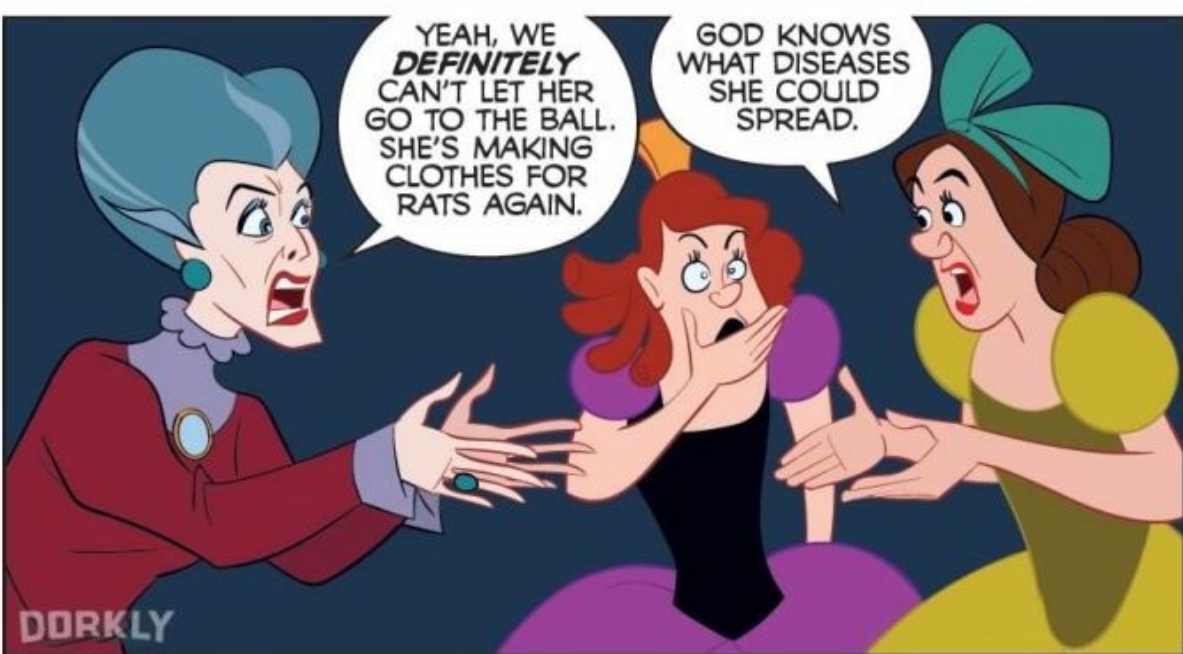 YEAH, WE
DEFINITELY
CAN'T LET HER
GO TO THE BALL.
SHE'S MAKING
CLOTHES FOR
RATS AGAIN.
GOD KNOWS
WHAT DISEASES
SHE COULD
SPREAD.
DORKLY